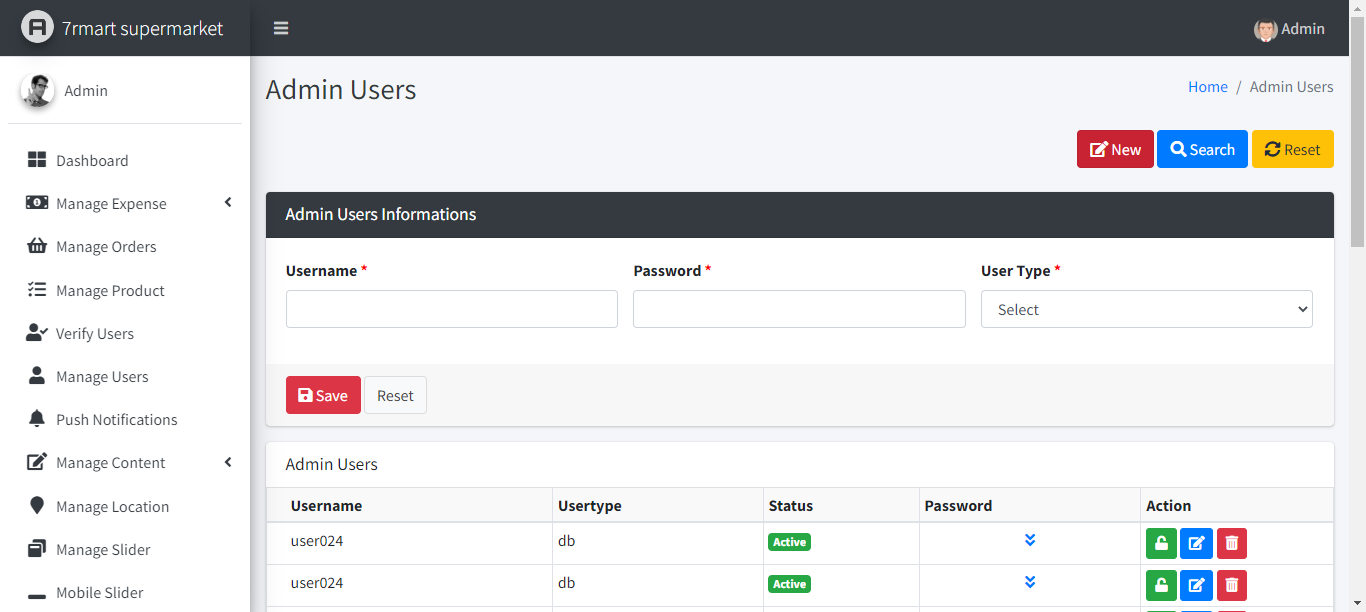 7rmart supermarket
Admin
Admin
Dashboard
Manage Expense
Manage Orders
Manage Product
Verify Users
Manage Users
Push Notifications
Manage Content
Manage Location
Manage Slider
Mobile Slider
Admin Users
Home / Admin Users
New Search Reset
Admin Users Informations
Username * Password * User Type *
Select
Save Reset
Admin Users
Username Usertype Status Password Action
user024 db Active
user024 db Active